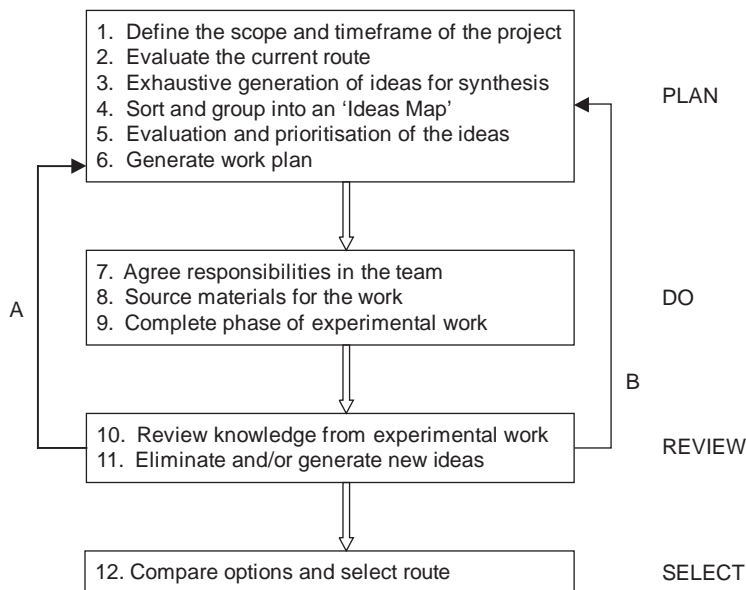 1. Define the scope and timeframe of the project
2. Evaluate the current route
3. Exhaustive generation of ideas for synthesis
4. Sort and group into an ‘Ideas Map’
5. Evaluation and prioritisation of the ideas
6. Generate work plan
PLAN
7. Agree responsibilities in the team
8. Source materials for the work
9. Complete phase of experimental work
DO
A
B
10. Review knowledge from experimental work
11. Eliminate and/or generate new ideas
REVIEW
12. Compare options and select route
SELECT